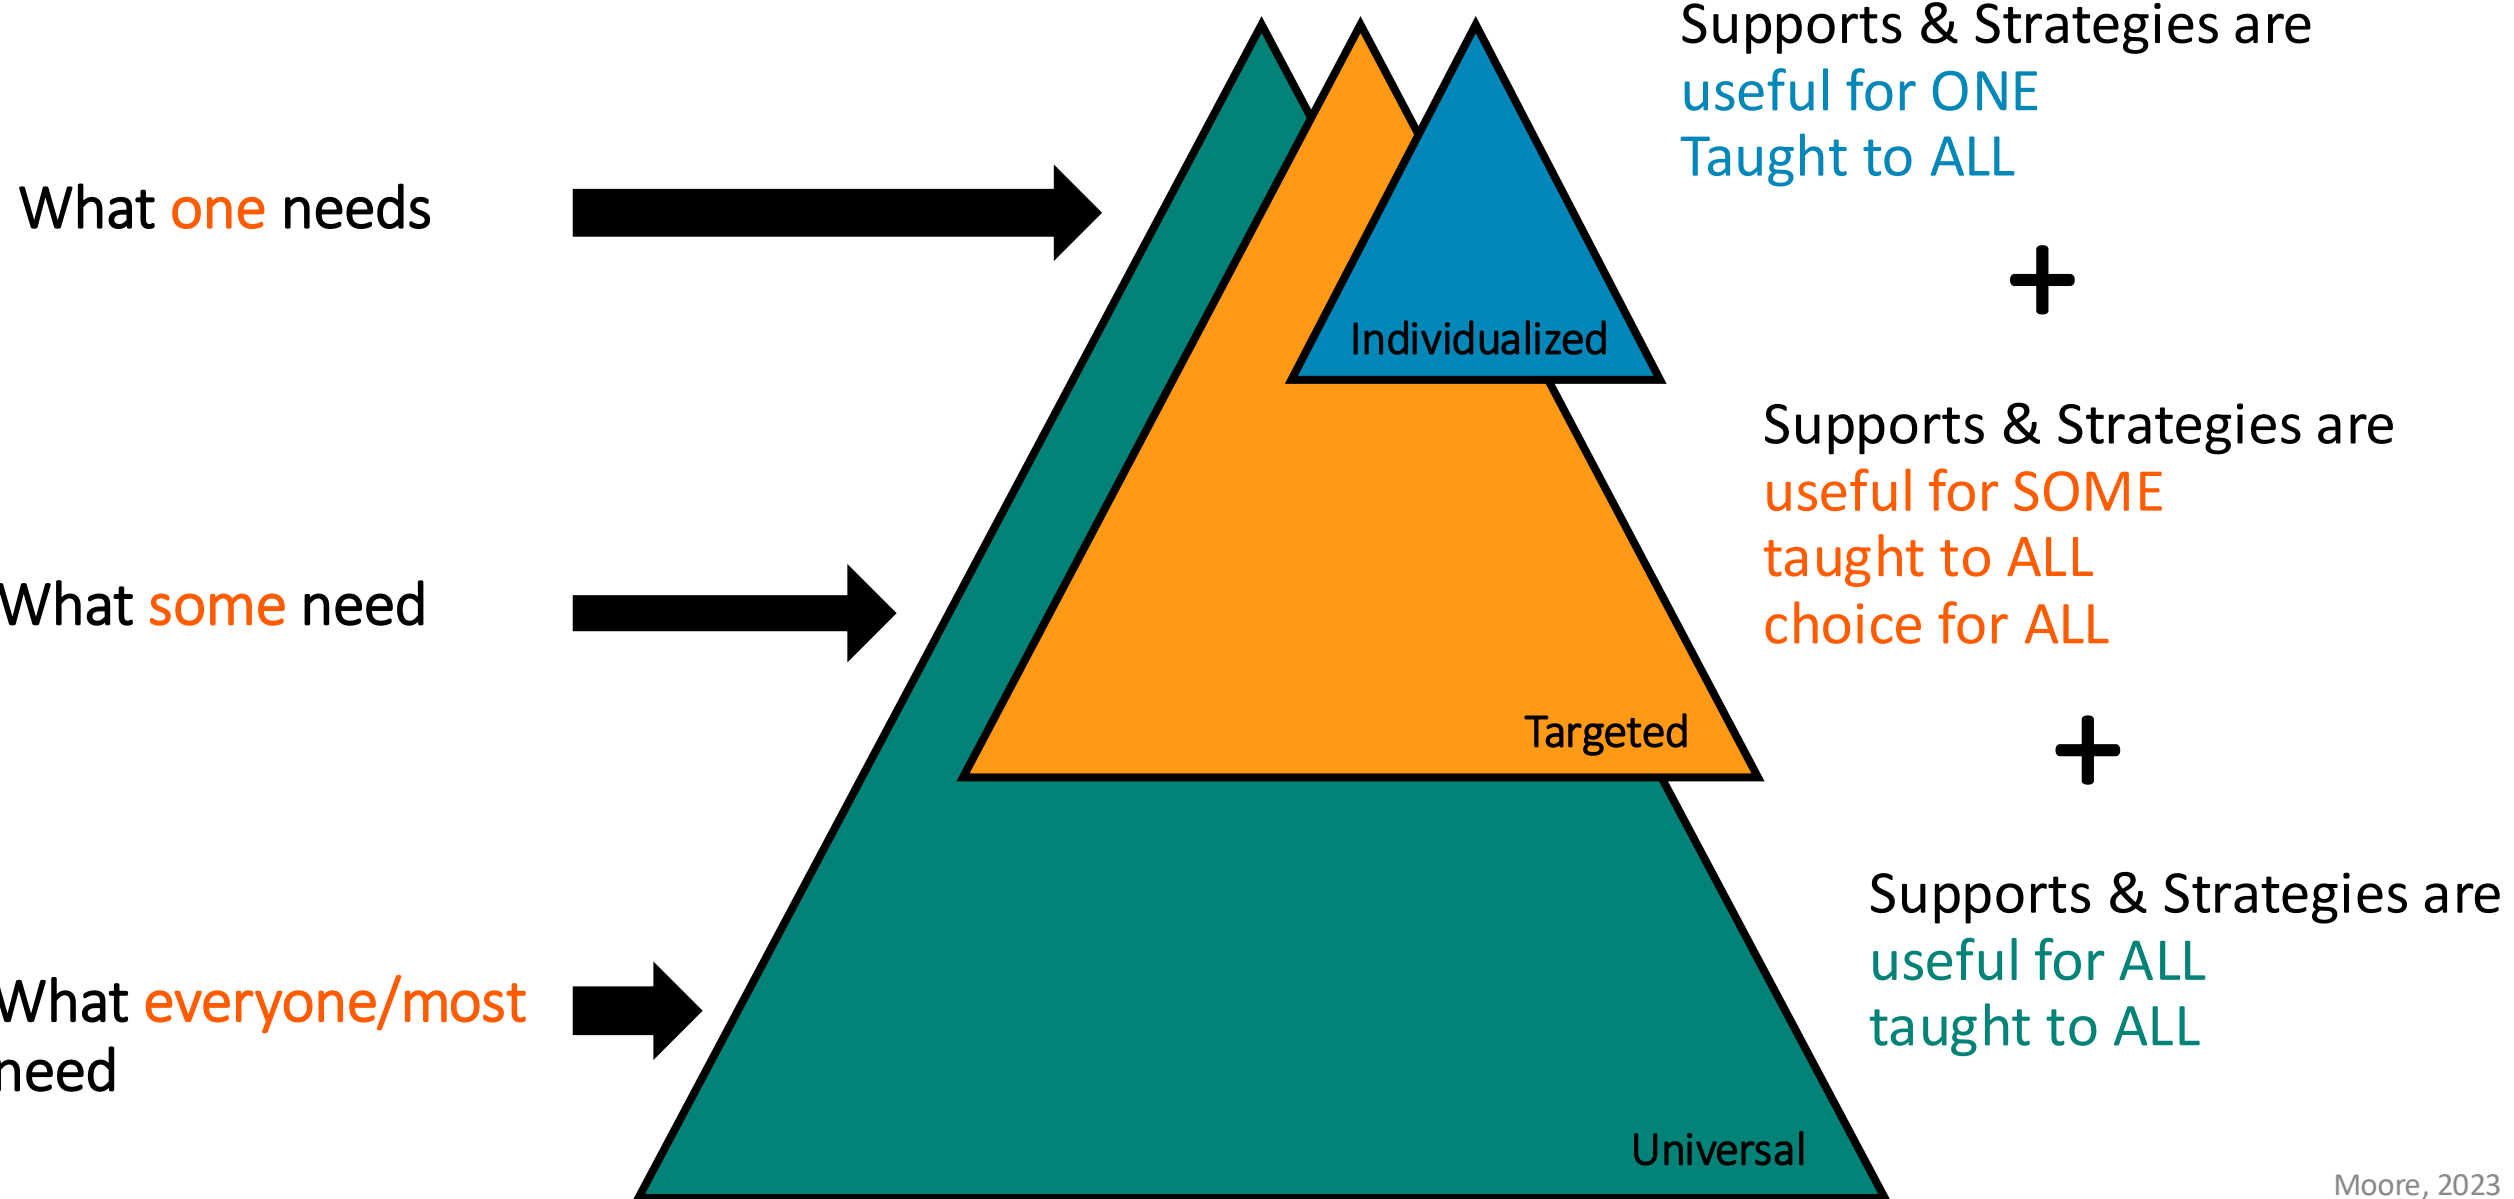 Supports & Strategies are
useful for ONE
Taught to ALL
What one needs
+
Individualized
Supports & Strategies are
useful for SOME
taught to ALL
choice for ALL
What some need
Targeted
+
Supports & Strategies are
useful for ALL
taught to ALL
What everyone/most
need
Universal
Moore, 2023